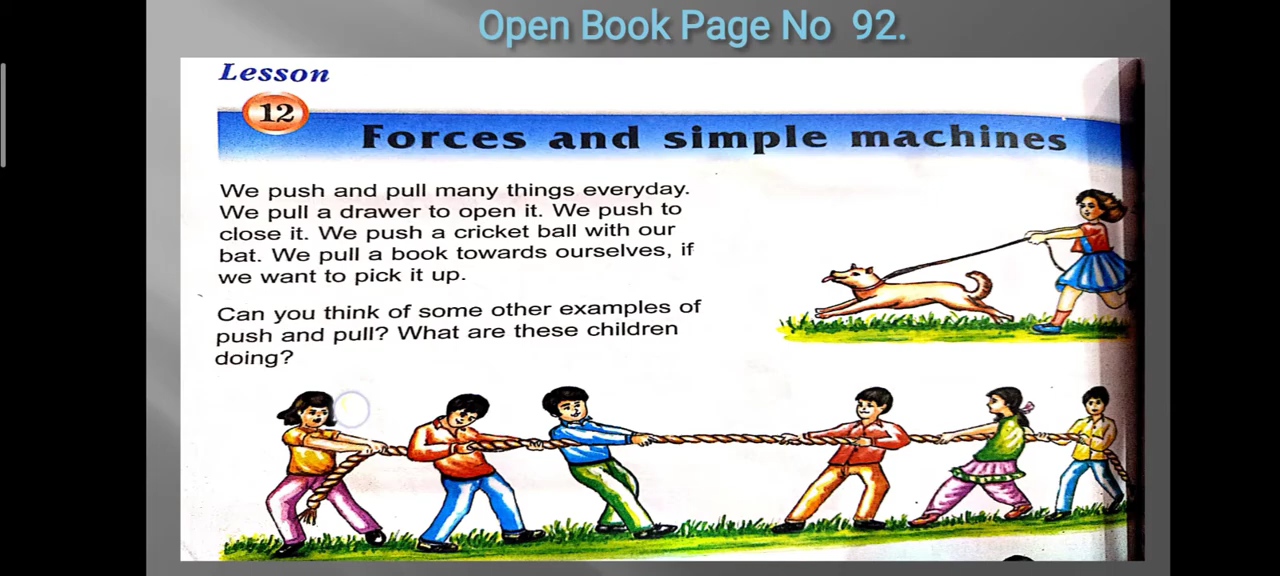 Open Book Page No 92.
Lesson
12
Forces and simple machines
We push and pull many things everyday.
We pull a drawer to open it. We push to
close it. We push a cricket ball with our
bat. We pull a book towards ourselves, if
we want to pick it up.
Can you think of some other examples of
push and pull? What are these children
doing?